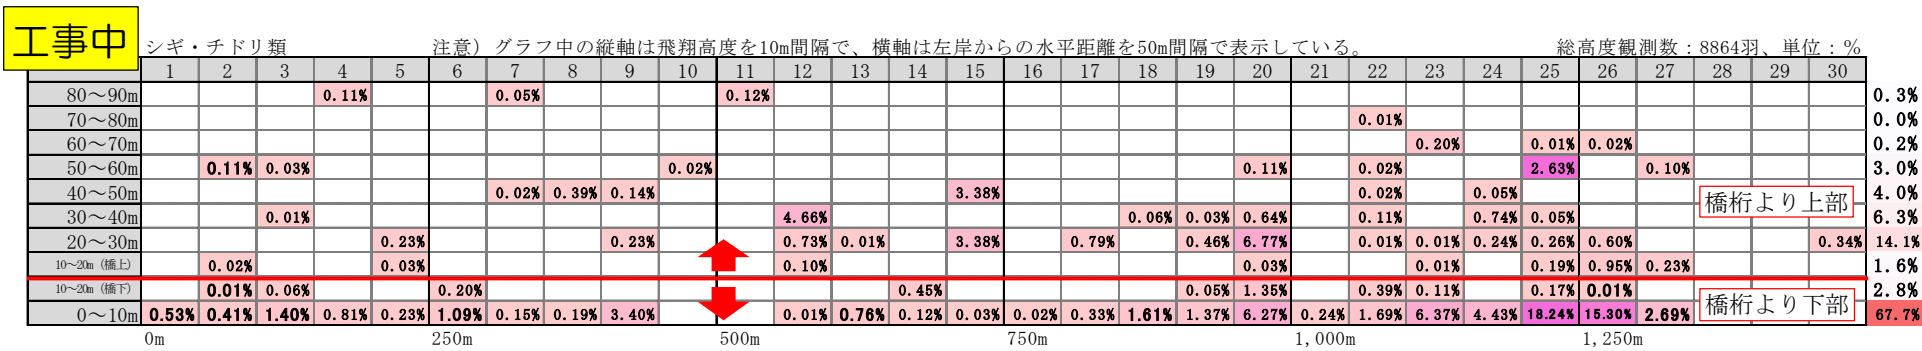 工事中
シギ・チドリ類 注意）グラフ中の縦軸は飛翔高度を10m間隔で、横軸は左岸からの水平距離を50m間隔で表示している。 総高度観測数：8864羽、単位：％
1 2 3 4 5 6 7 8 9 10 11 12 13 14 15 16 17 18 19 20 21 22 23 24 25 26 27 28 29 30
80～90m 0.11% 0.05% 0.12% 0.3%
70～80m 0.01% 0.0%
60～70m 0.20% 0.01% 0.02% 0.2%
50～60m 0.11% 0.03% 0.02% 0.11% 0.02% 2.63% 0.10% 3.0%
40～50m 0.02% 0.39% 0.14% 3.38% 0.02% 0.05% 4.0%
橋桁より上部
30～40m 0.01% 4.66% 0.06% 0.03% 0.64% 0.11% 0.74% 0.05% 6.3%
20～30m 0.23% 0.23% 0.73% 0.01% 3.38% 0.79% 0.46% 6.77% 0.01% 0.01% 0.24% 0.26% 0.60% 0.34% 14.1%
10～20m（橋上） 0.02% 0.03% 0.10% 0.03% 0.01% 0.19% 0.95% 0.23% 1.6%
10～20m（橋下） 0.01% 0.06% 0.20% 0.45% 0.05% 1.35% 0.39% 0.11% 0.17% 0.01% 2.8%
橋桁より下部
0～10m 0.53% 0.41% 1.40% 0.81% 0.23% 1.09% 0.15% 0.19% 3.40% 0.01% 0.76% 0.12% 0.03% 0.02% 0.33% 1.61% 1.37% 6.27% 0.24% 1.69% 6.37% 4.43% 18.24% 15.30% 2.69% 67.7%
0m 250m 500m 750m 1,000m 1,250m